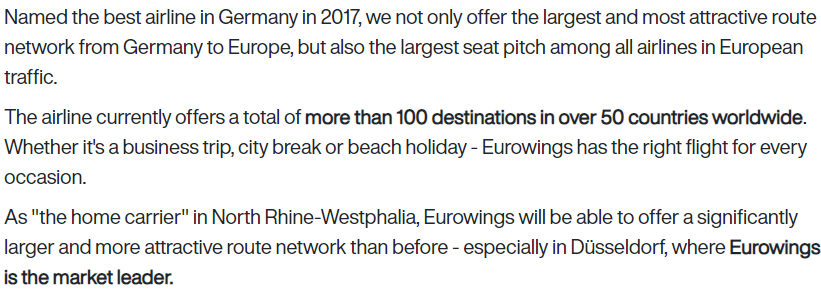 Named the best airline in Germany in 2017, we not only offer the largest and most attractive route
network from Germany to Europe, but also the largest seat pitch among all airlines in European
traffic.
The airline currently offers a total of more than 100 destinations in over 50 countries worldwide.
Whether it's a business trip, city break or beach holiday - Eurowings has the right flight for every
occasion.
As "the home carrier" in North Rhine-Westphalia, Eurowings will be able to offer a significantly
larger and more attractive route network than before - especially in Düsseldorf, where Eurowings
is the market leader.